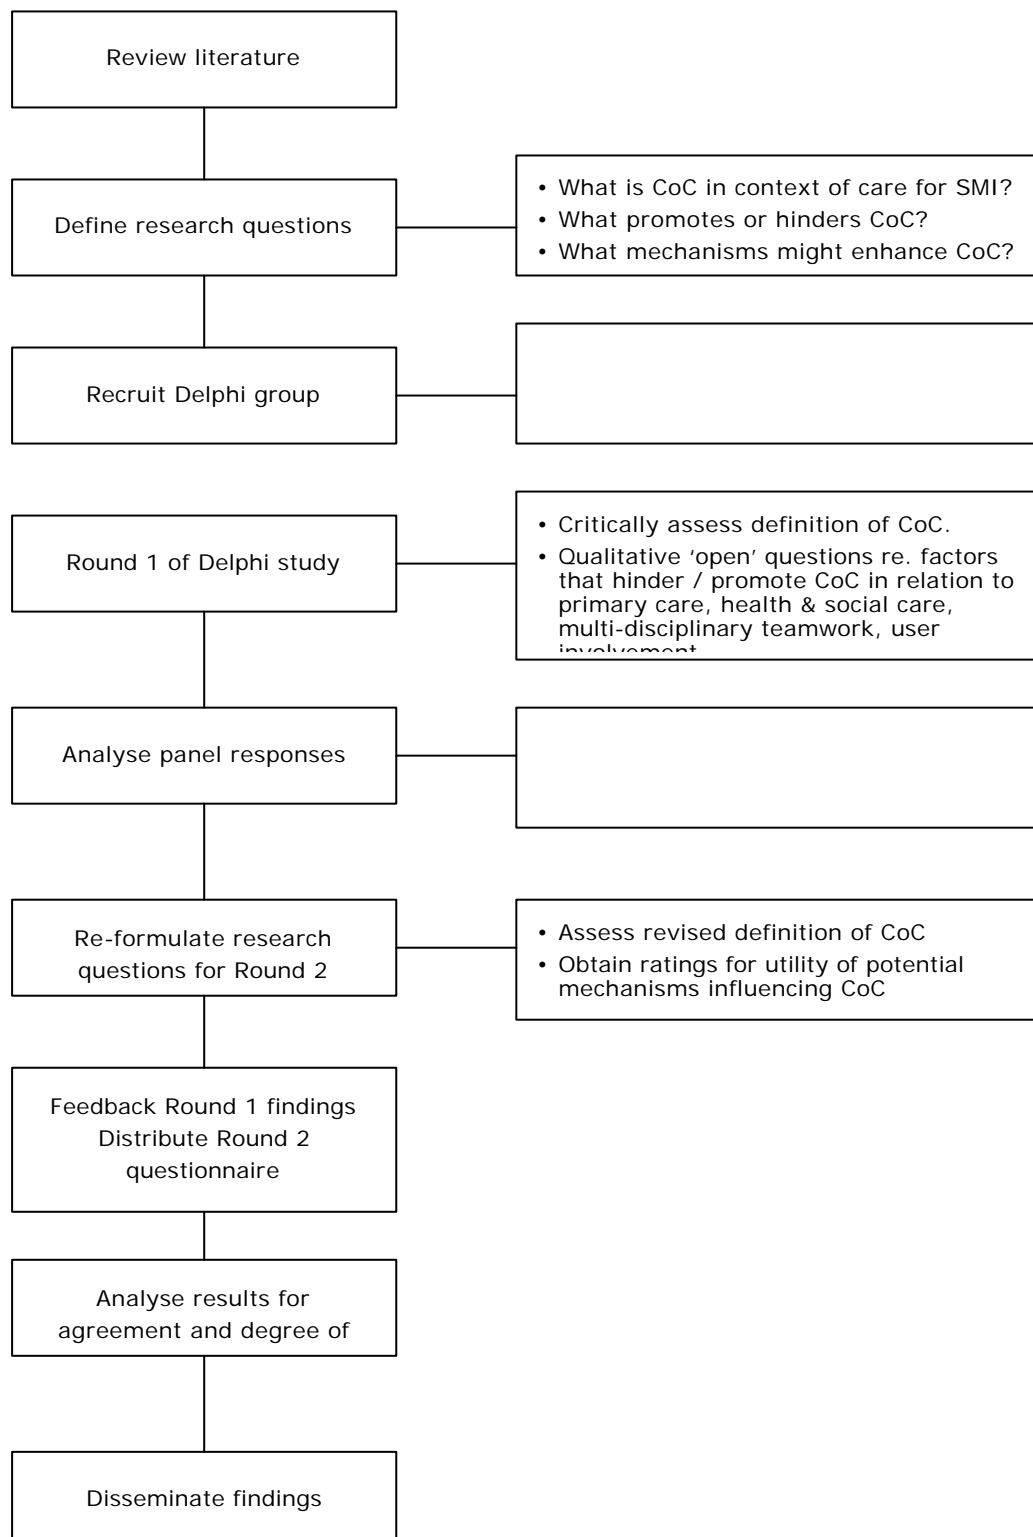 Review literature
Define research questions
• What is CoC in context of care for SMI?
• What promotes or hinders CoC?
• What mechanisms might enhance CoC?
Recruit Delphi group
Round 1 of Delphi study
• Critically assess definition of CoC.
• Qualitative ‘open’ questions re. factors
that hinder / promote CoC in relation to
primary care, health & social care,
multi-disciplinary teamwork, user
involvement
Analyse panel responses
Re-formulate research
questions for Round 2
• Assess revised definition of CoC
• Obtain ratings for utility of potential
mechanisms influencing CoC
Feedback Round 1 findings
Distribute Round 2
questionnaire
Analyse results for
agreement and degree of
Disseminate findings